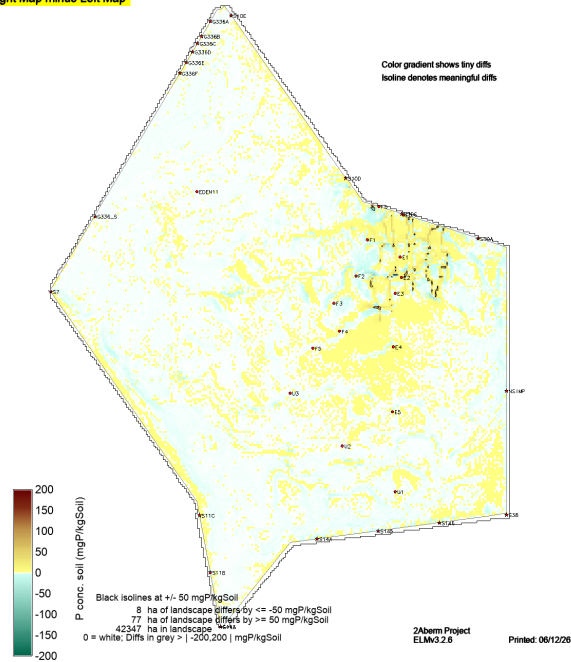 ght Map minus Left Map
S10E
G336A
G336B
G336C
G336D
G336E
G336F
Color gradient shows tiny diffs
Isoline denotes meaningful diffs
S10D
EDEN11
G336_S
F1
S10A
E1
F2
E2
S7
E3
F3
F4
F5
E4
NS1MP
U3
E5
U2
U1
S11C
S38
S14D
S11B
200
150
100
50
0
-50
-100
-150
-200
P conc. soil (mgP/kgSoil)
Black isolines at +/- 50 mgP/kgSoil
8 ha of landscape differs by <= -50 mgP/kgSoil
77 ha of landscape differs by >= 50 mgP/kgSoil
42347 ha in landscape
0 = white; Diffs in grey > | -200,200 | mgP/kgSoil
2Aberm Project
ELMv3.2.6
Printed: 06/12/26